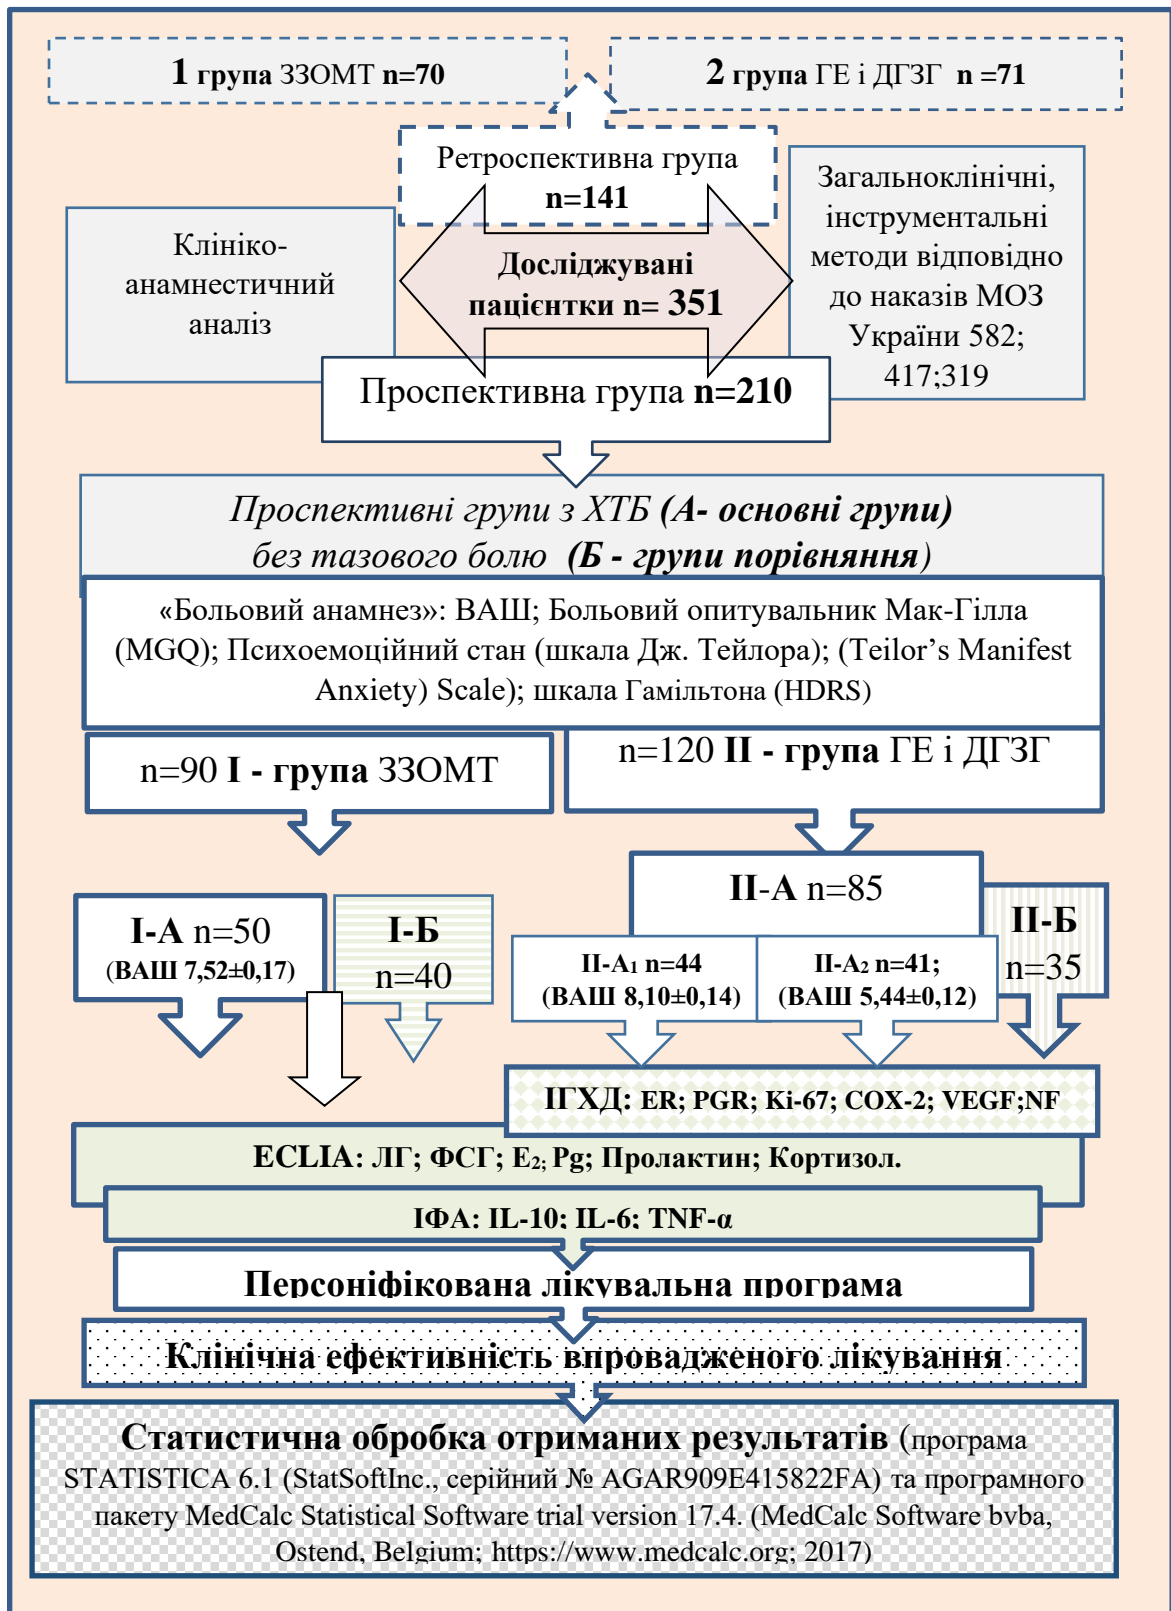 1 група ЗЗОМТ n=70
2 група ГЕ і ДГЗГ n =71
Ретроспективна група
n=141
Клініко-
анамнестичний
аналіз
Досліджувані
пацієнтки n= 351
Загальноклінічні,
інструментальні
методи відповідно
до наказів МОЗ
України 582;
417;319
Проспективна група n=210
Проспективні групи з ХТБ (А- основні групи)
без тазового болю (Б - групи порівняння)
«Больовий анамнез»: ВАШ; Больовий опитувальник Мак-Гілла
(MGQ); Психоемоційний стан (шкала Дж. Тейлора); (Teilor’s Manifest
Anxiety) Scale); шкала Гамільтона (HDRS)
n=90 I - група ЗЗОМТ
n=120 II - група ГЕ і ДГЗГ
I-А n=50
(ВАШ 7,52±0,17)
I-Б
n=40
II-А n=85
II-А1 n=44
(ВАШ 8,10±0,14)
II-А2 n=41;
(ВАШ 5,44±0,12)
II-Б
n=35
ІГХД: ER; PGR; Ki-67; COX-2; VEGF;NF
ECLIA: ЛГ; ФСГ; Е2; Pg; Пролактин; Кортизол.
ІФА: IL-10; IL-6; TNF-α
Персоніфікована лікувальна програма
Клінічна ефективність впровадженого лікування
Статистична обробка отриманих результатів (програма
STATISTICA 6.1 (StatSoftInc., серійний № AGAR909E415822FA) та програмного
пакету MedCalc Statistical Software trial version 17.4. (MedCalc Software bvba,
Ostend, Belgium; https://www.medcalc.org; 2017)